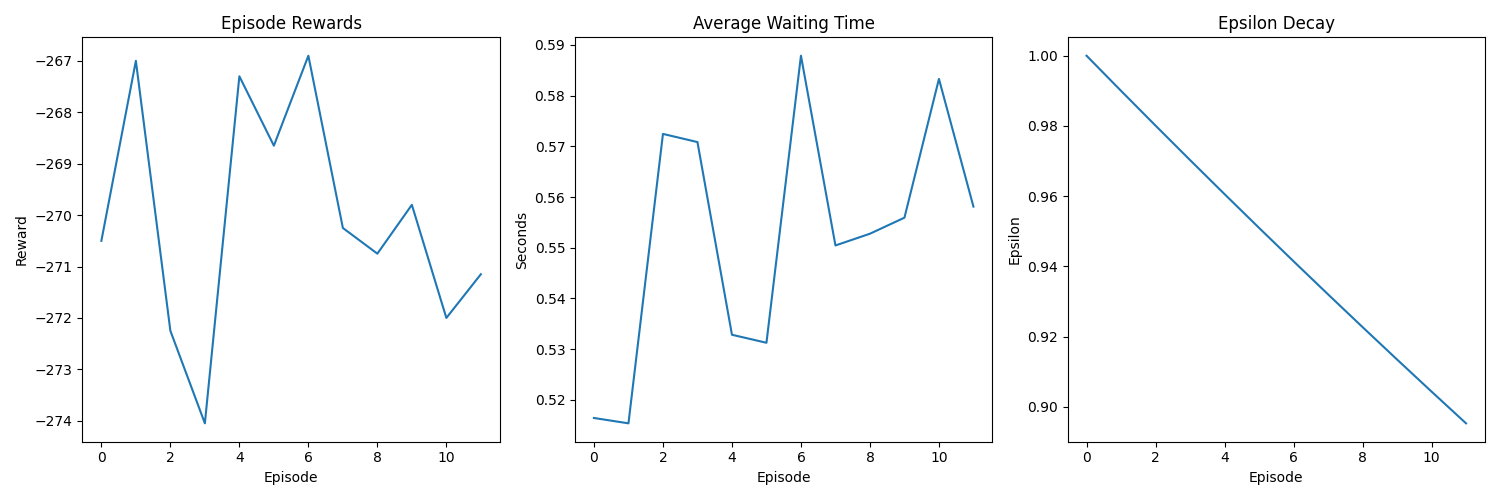 Episode Rewards
−267
−268
−269
−270
−271
−272
−273
−274
Reward
0 2 4 6 8 10
Episode
Average Waiting Time
0.59
0.58
0.57
0.56
0.55
0.54
0.53
0.52
Seconds
0 2 4 6 8 10
Episode
Epsilon Decay
1.00
0.98
0.96
0.94
0.92
0.90
Epsilon
0 2 4 6 8 10
Episode